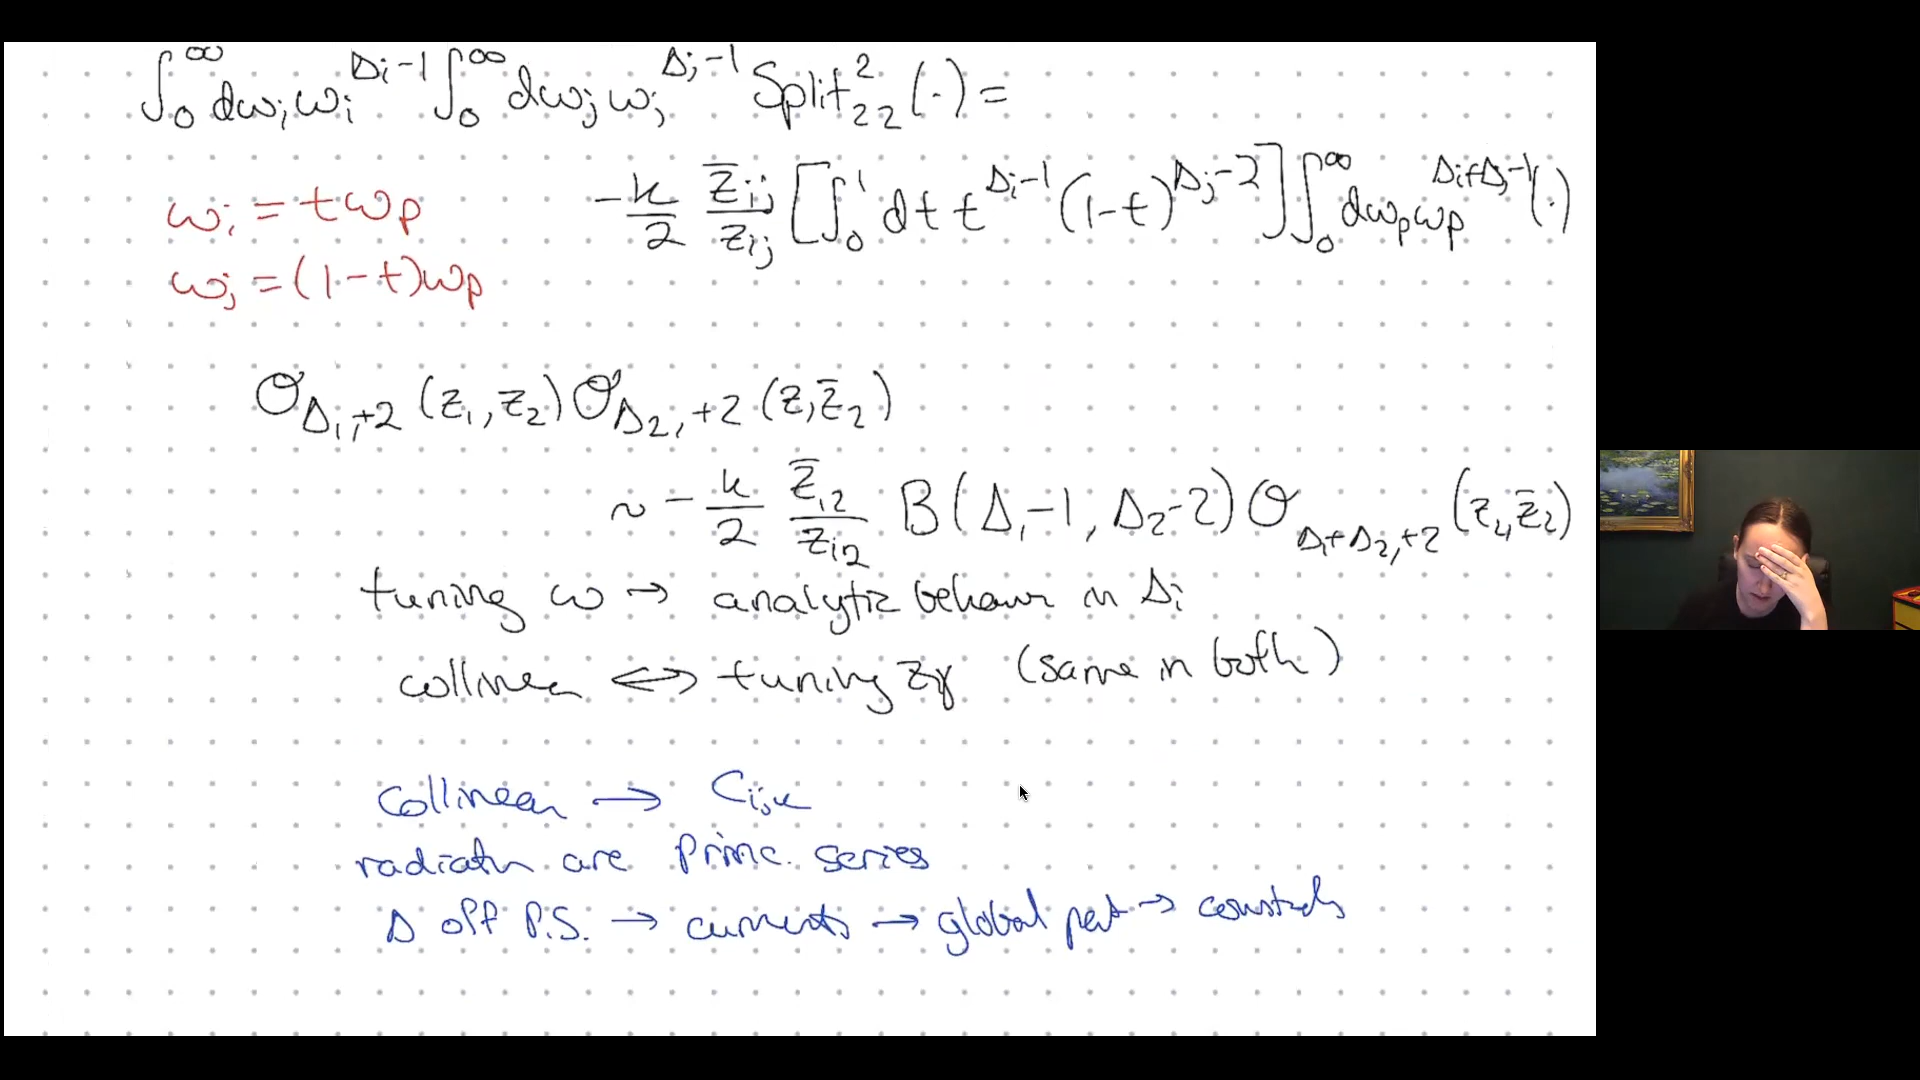 ∫₀^∞ dωᵢ ωᵢ^{Δᵢ-1} ∫₀^∞ dωⱼ ωⱼ^{Δⱼ-1} Split²₂₂ (·) =
ωᵢ = tωₚ
-κ/2 z̄ᵢⱼ/zᵢⱼ [∫₀¹ dt t^{Δᵢ-1} (1-t)^{Δⱼ-2}] ∫₀^∞ dωₚ ωₚ^{Δᵢ+Δⱼ-1} (·)
ωⱼ = (1-t)ωₚ
O_{Δ₁,+2} (z₁,z₂) O_{Δ₂,+2} (z,z̄₂)
~ -κ/2 z̄₁₂/z₁₂ B(Δ₁-1, Δ₂-2) O_{Δ₁+Δ₂,+2} (z₂,z̄₂)
tuning ω → analytic behavior in Δᵢ
collinear ↔ tuning zᵢⱼ (same in both)
collinear → Cᵢⱼₖ
radiatn are princ. series
Δ off P.S. → currents → global part →